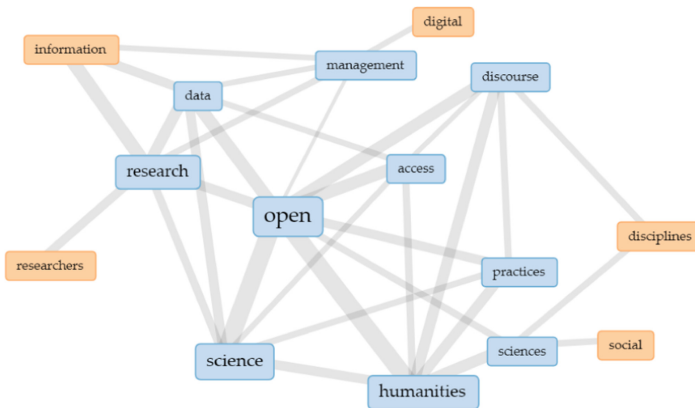 digital
information
management
discourse
data
access
research
open
disciplines
researchers
practices
science
sciences
social
humanities